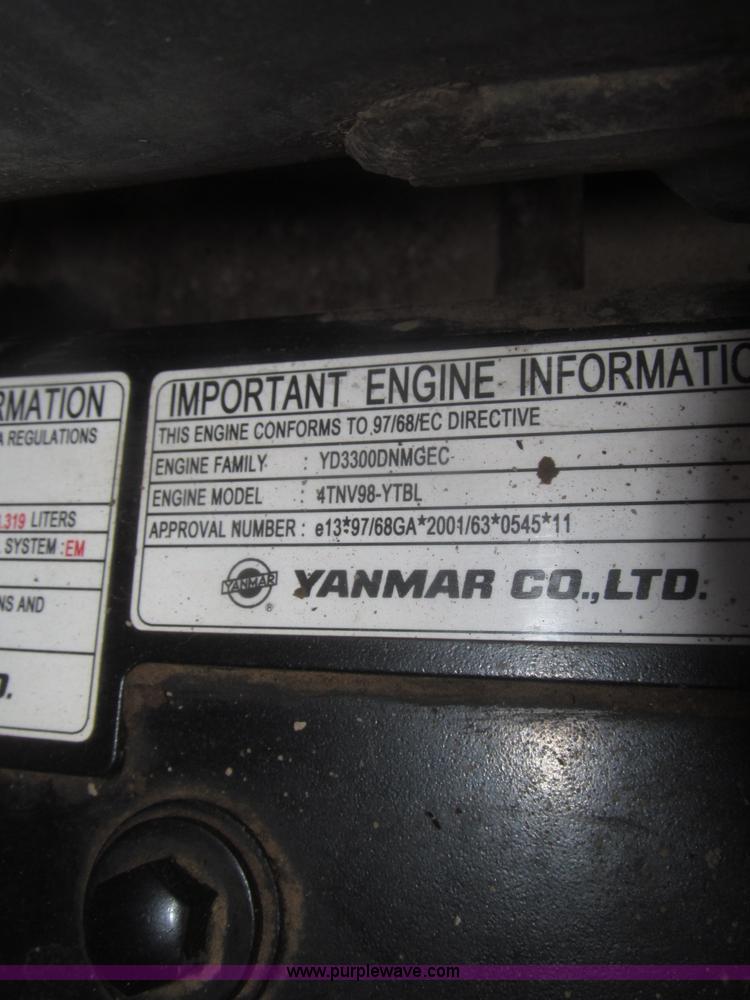 RMATION
A REGULATIONS
.319 LITERS
SYSTEM :EM
NS AND
IMPORTANT ENGINE INFORMATIO
THIS ENGINE CONFORMS TO 97/68/EC DIRECTIVE
ENGINE FAMILY : YD3300DNMGEC
ENGINE MODEL : 4TNV98-YTBL
APPROVAL NUMBER : e13*97/68GA*2001/63*0545*11
YANMAR ® YANMAR CO.,LTD.
www.purplewave.com